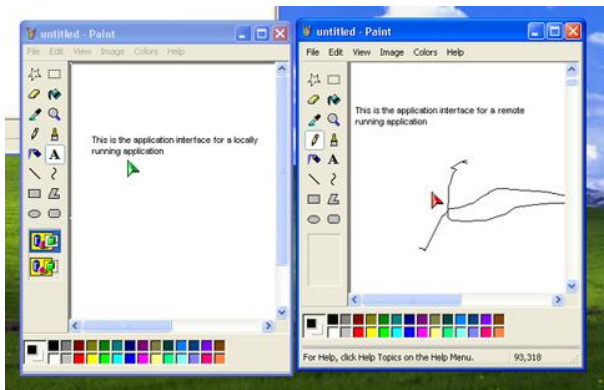 untitled - Paint
File Edit View Image Colors Help
This is the application interface for a locally
running application
A
untitled - Paint
File Edit View Image Colors Help
This is the application interface for a remote
running application
A
For Help, click Help Topics on the Help Menu.
93,318